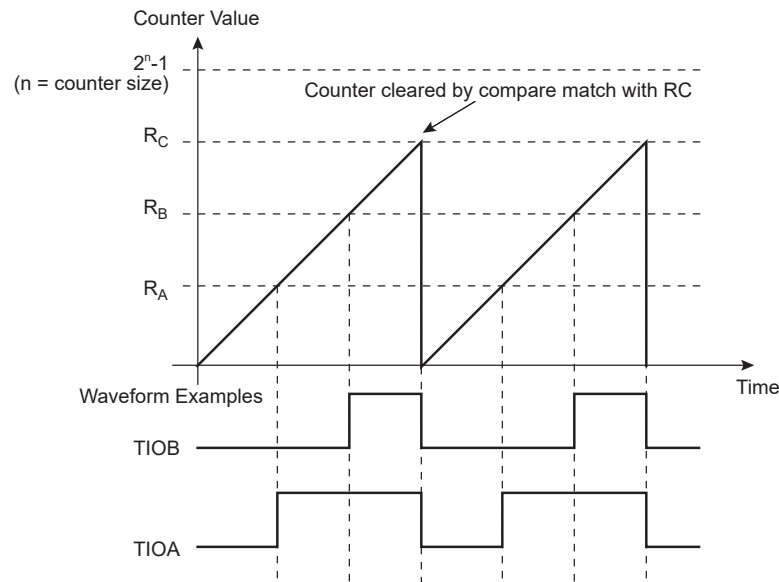 Counter Value
2ⁿ-1
(n = counter size)
Counter cleared by compare match with RC
R_C
R_B
R_A
Time
Waveform Examples
TIOB
TIOA